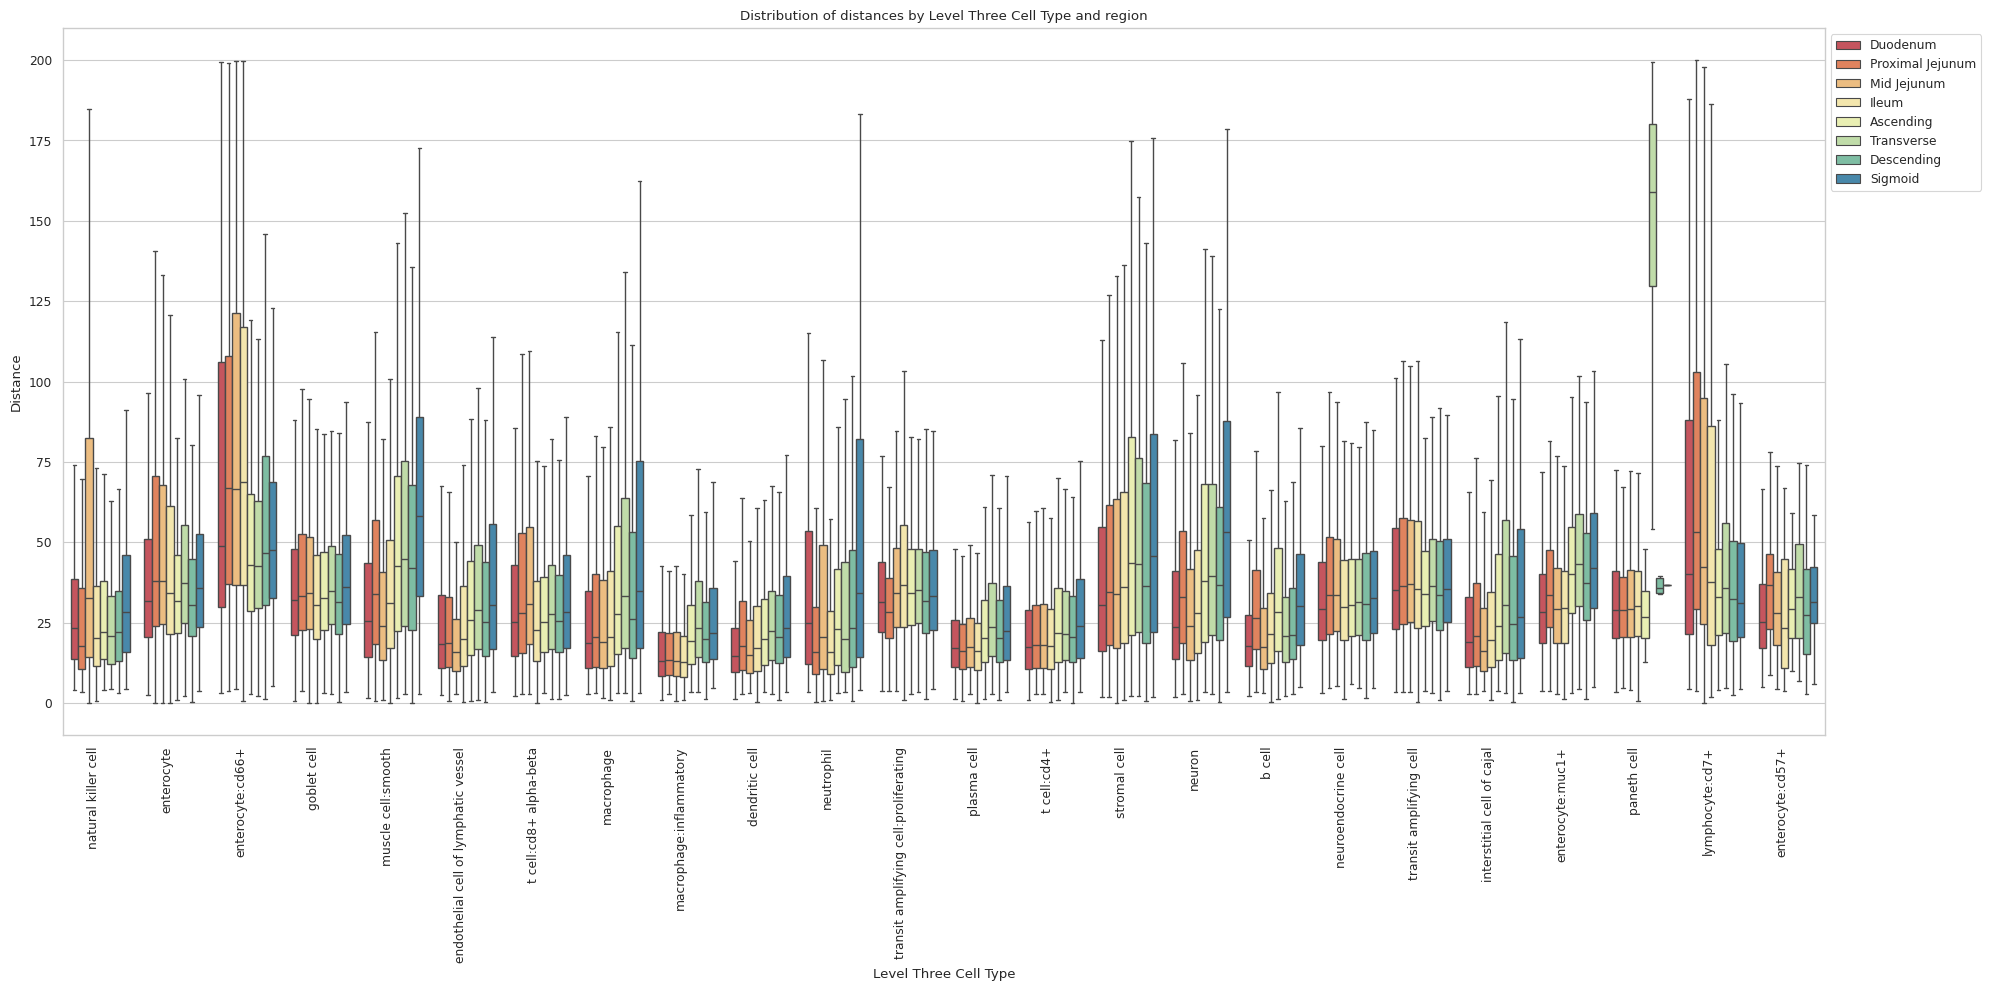 Distribution of distances by Level Three Cell Type and region
Distance
200
175
150
125
100
75
50
25
0
Duodenum
Proximal Jejunum
Mid Jejunum
Ileum
Ascending
Transverse
Descending
Sigmoid
natural killer cell
enterocyte
enterocyte:cd66+
goblet cell
muscle cell:smooth
endothelial cell of lymphatic vessel
t cell:cd8+ alpha-beta
macrophage
macrophage:inflammatory
dendritic cell
neutrophil
transit amplifying cell:proliferating
plasma cell
t cell:cd4+
stromal cell
neuron
b cell
neuroendocrine cell
transit amplifying cell
interstitial cell of cajal
enterocyte:muc1+
paneth cell
lymphocyte:cd7+
enterocyte:cd57+
Level Three Cell Type